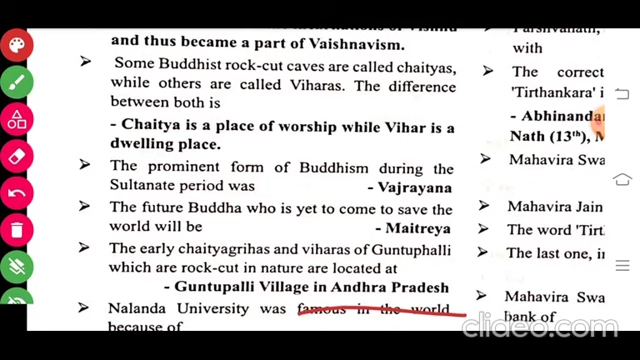 and thus became a part of Vaishnavism.
➢ Some Buddhist rock-cut caves are called chaityas,
while others are called Viharas. The difference
between both is
- Chaitya is a place of worship while Vihar is a
dwelling place.
➢ The prominent form of Buddhism during the
Sultanate period was - Vajrayana
➢ The future Buddha who is yet to come to save the
world will be - Maitreya
➢ The early chaityagrihas and viharas of Guntuphalli
which are rock-cut in nature are located at
- Guntupalli Village in Andhra Pradesh
➢ Nalanda University was famous in the world
because of
Parshvanath,
with
➢ The correct
'Tirthankara' i
- Abhinandan
Nath (13th), M
➢ Mahavira Swa
➢ Mahavira Jain
➢ The word 'Tirt
➢ The last one, in
➢ Mahavira Swa
bank of
clideo.com